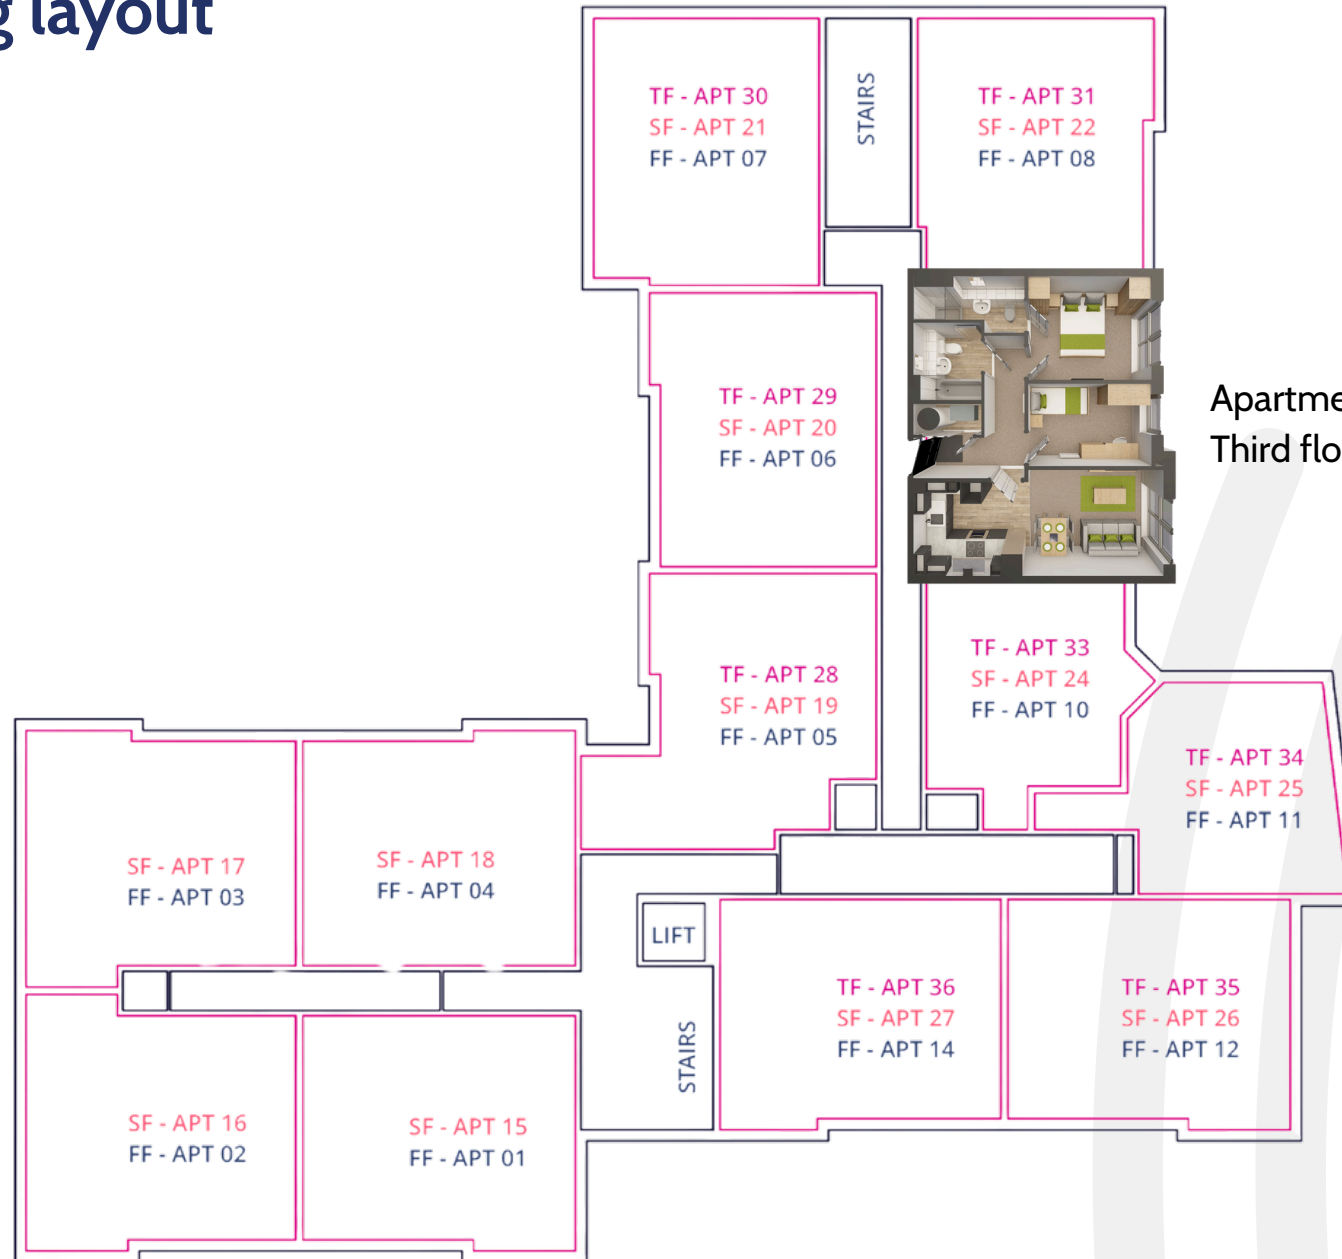 layout
TF - APT 30
SF - APT 21
FF - APT 07
STAIRS
TF - APT 31
SF - APT 22
FF - APT 08
TF - APT 29
SF - APT 20
FF - APT 06
Third
TF - APT 28
SF - APT 19
FF - APT 05
TF - APT 33
SF - APT 24
FF - APT 10
TF - APT 34
SF - APT 25
FF - APT 11
SF - APT 17
FF - APT 03
SF - APT 18
FF - APT 04
LIFT
STAIRS
TF - APT 36
SF - APT 27
FF - APT 14
TF - APT 35
SF - APT 26
FF - APT 12
SF - APT 16
FF - APT 02
SF - APT 15
FF - APT 01